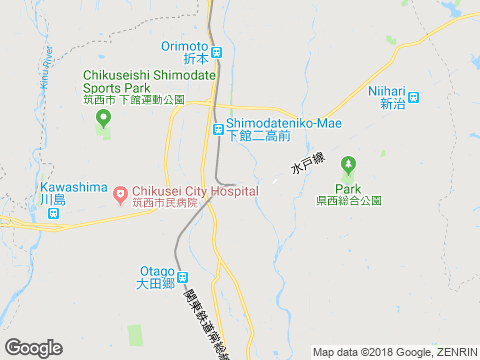 Orimoto
折本
Kinu River
Chikuseishi Shimodate
Sports Park
筑西市 下館運動公園
Niihari
新治
Shimodateniko-Mae
下館二高前
水戸線
Kawashima
川島
Chikusei City Hospital
筑西市民病院
Park
県西総合公園
Otago
大田郷
関東鉄道常総線
Google
Map data ©2018 Google, ZENRIN